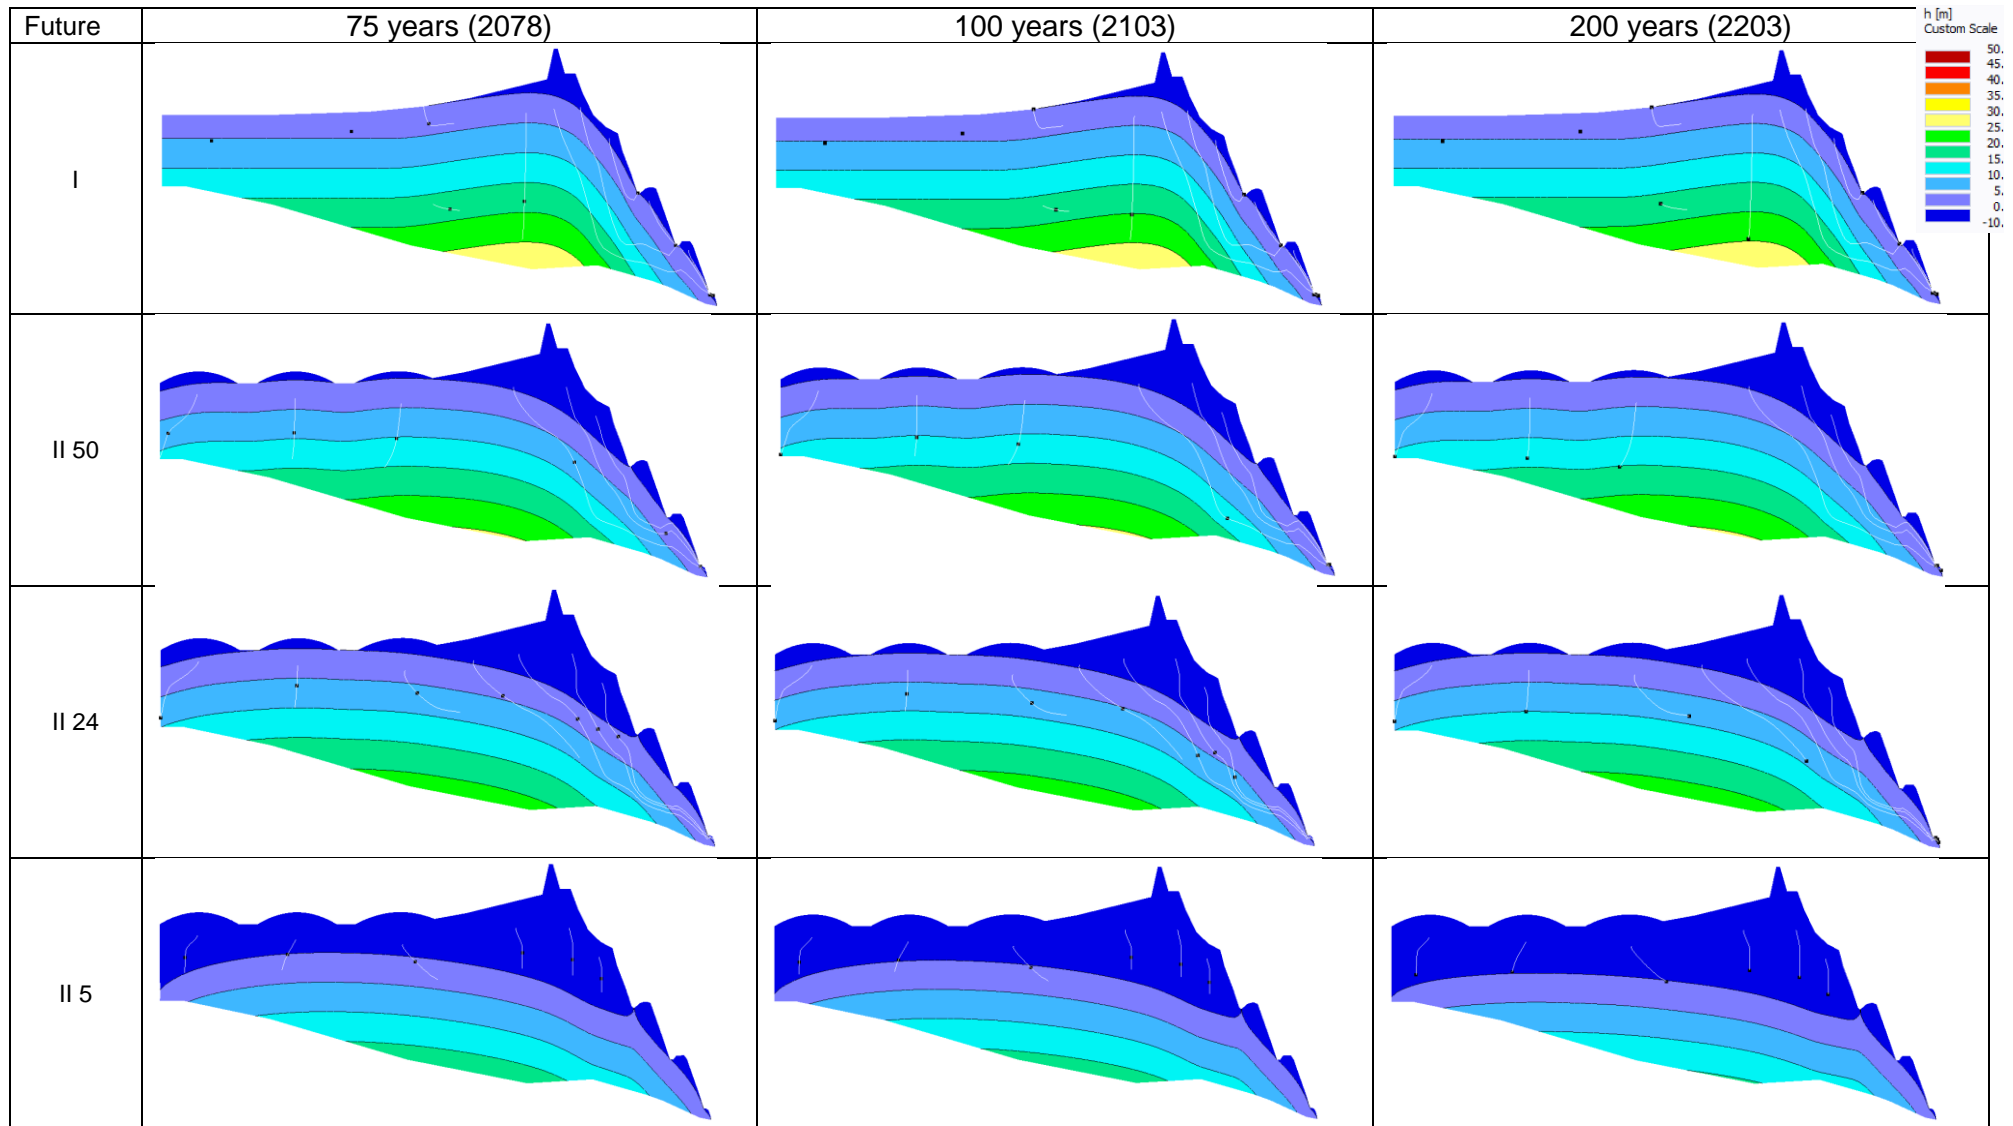 Future 75 years (2078) 100 years (2103) 200 years (2203)
h [m]
Custom Scale
50.
45.
40.
35.
30.
25.
20.
15.
10.
5.
0.
-10.
I
II 50
II 24
II 5